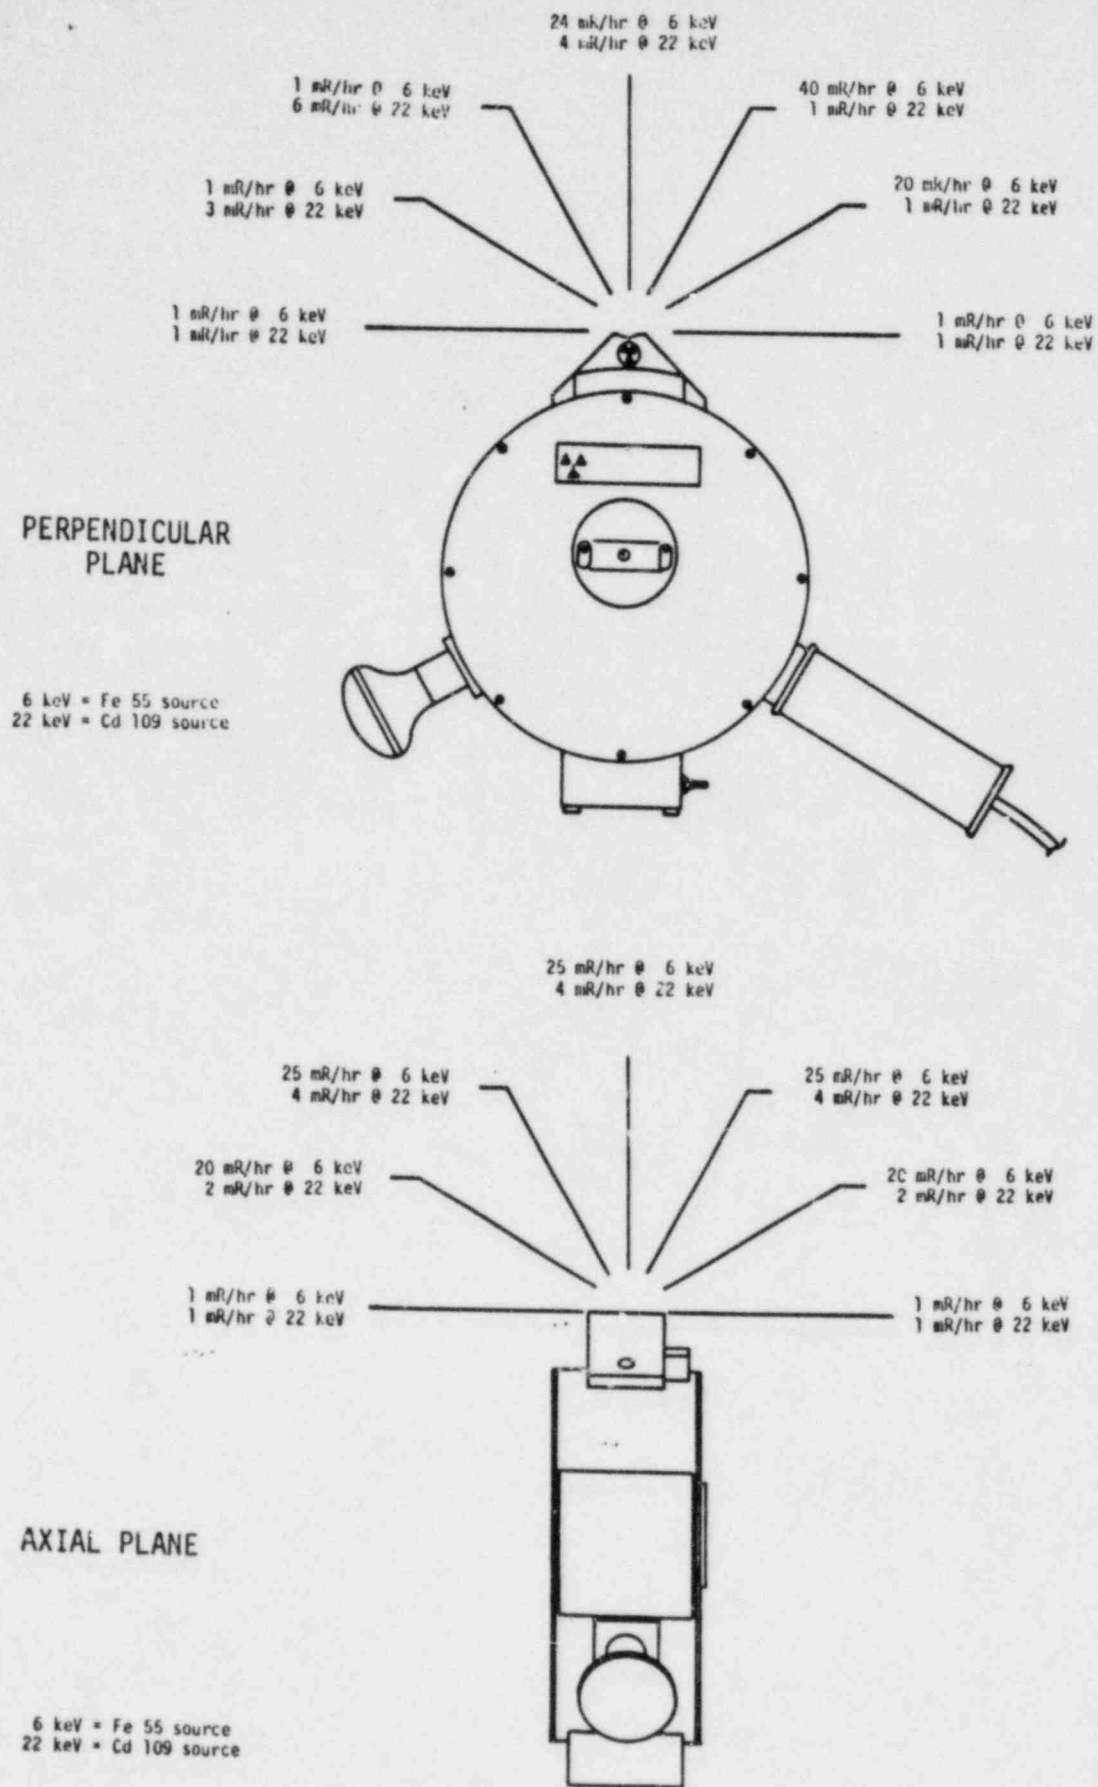 24 mR/hr @ 6 keV
4 mR/hr @ 22 keV
1 mR/hr @ 6 keV
6 mR/hr @ 22 keV
40 mR/hr @ 6 keV
1 mR/hr @ 22 keV
1 mR/hr @ 6 keV
3 mR/hr @ 22 keV
20 mR/hr @ 6 keV
1 mR/hr @ 22 keV
1 mR/hr @ 6 keV
1 mR/hr @ 22 keV
1 mR/hr @ 6 keV
1 mR/hr @ 22 keV
PERPENDICULAR
PLANE
6 keV = Fe 55 source
22 keV = Cd 109 source
25 mR/hr @ 6 keV
4 mR/hr @ 22 keV
25 mR/hr @ 6 keV
4 mR/hr @ 22 keV
25 mR/hr @ 6 keV
4 mR/hr @ 22 keV
20 mR/hr @ 6 keV
2 mR/hr @ 22 keV
20 mR/hr @ 6 keV
2 mR/hr @ 22 keV
1 mR/hr @ 6 keV
1 mR/hr @ 22 keV
1 mR/hr @ 6 keV
1 mR/hr @ 22 keV
AXIAL PLANE
6 keV = Fe 55 source
22 keV = Cd 109 source